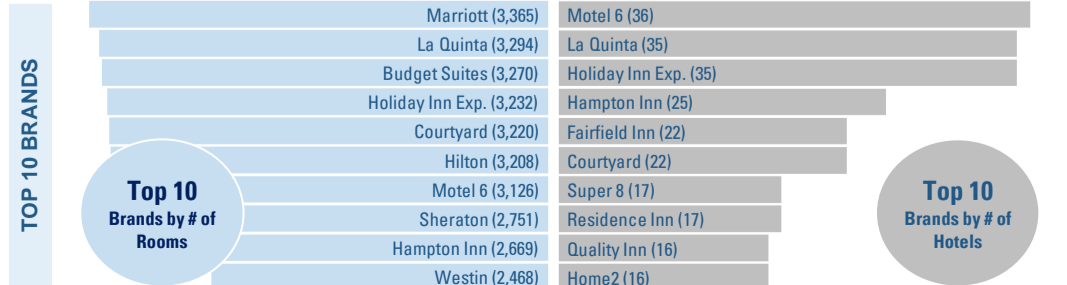 TOP 10 BRANDS
Marriott (3,365)
La Quinta (3,294)
Budget Suites (3,270)
Holiday Inn Exp. (3,232)
Courtyard (3,220)
Hilton (3,208)
Motel 6 (3,126)
Sheraton (2,751)
Hampton Inn (2,669)
Westin (2,468)
Top 10
Brands by # of
Rooms
Motel 6 (36)
La Quinta (35)
Holiday Inn Exp. (35)
Hampton Inn (25)
Fairfield Inn (22)
Courtyard (22)
Super 8 (17)
Residence Inn (17)
Quality Inn (16)
Home2 (16)
Top 10
Brands by # of
Hotels